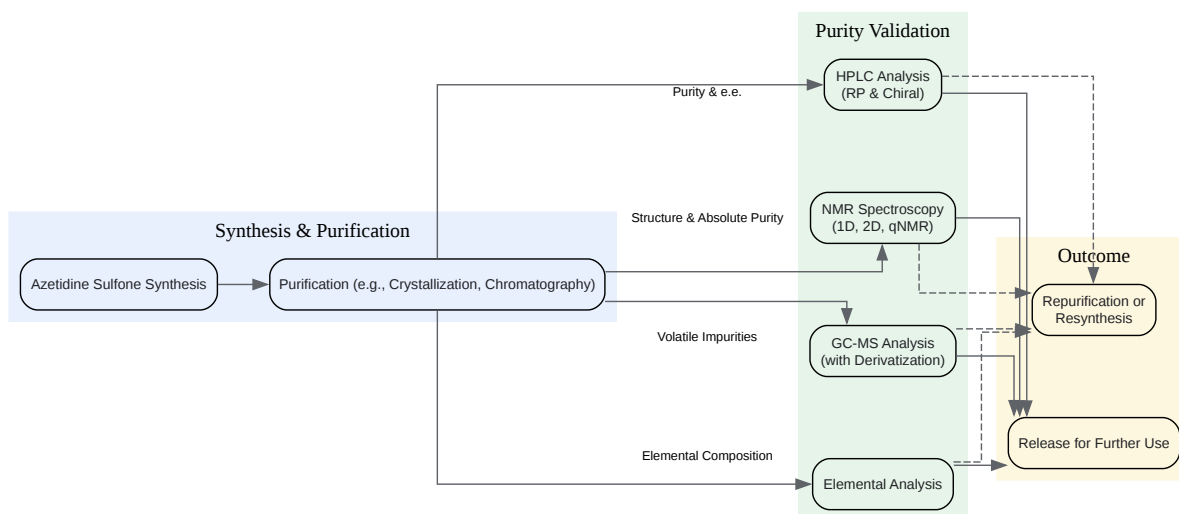 Purity Validation
HPLC Analysis
(RP & Chiral)
Purity & e.e.
NMR Spectroscopy
(1D, 2D, qNMR)
Structure & Absolute Purity
Synthesis & Purification
Azetidine Sulfone Synthesis
Purification (e.g., Crystallization, Chromatography)
Outcome
Repurification or
Resynthesis
Volatile Impurities
GC-MS Analysis
(with Derivatization)
Release for Further Use
Elemental Composition
Elemental Analysis